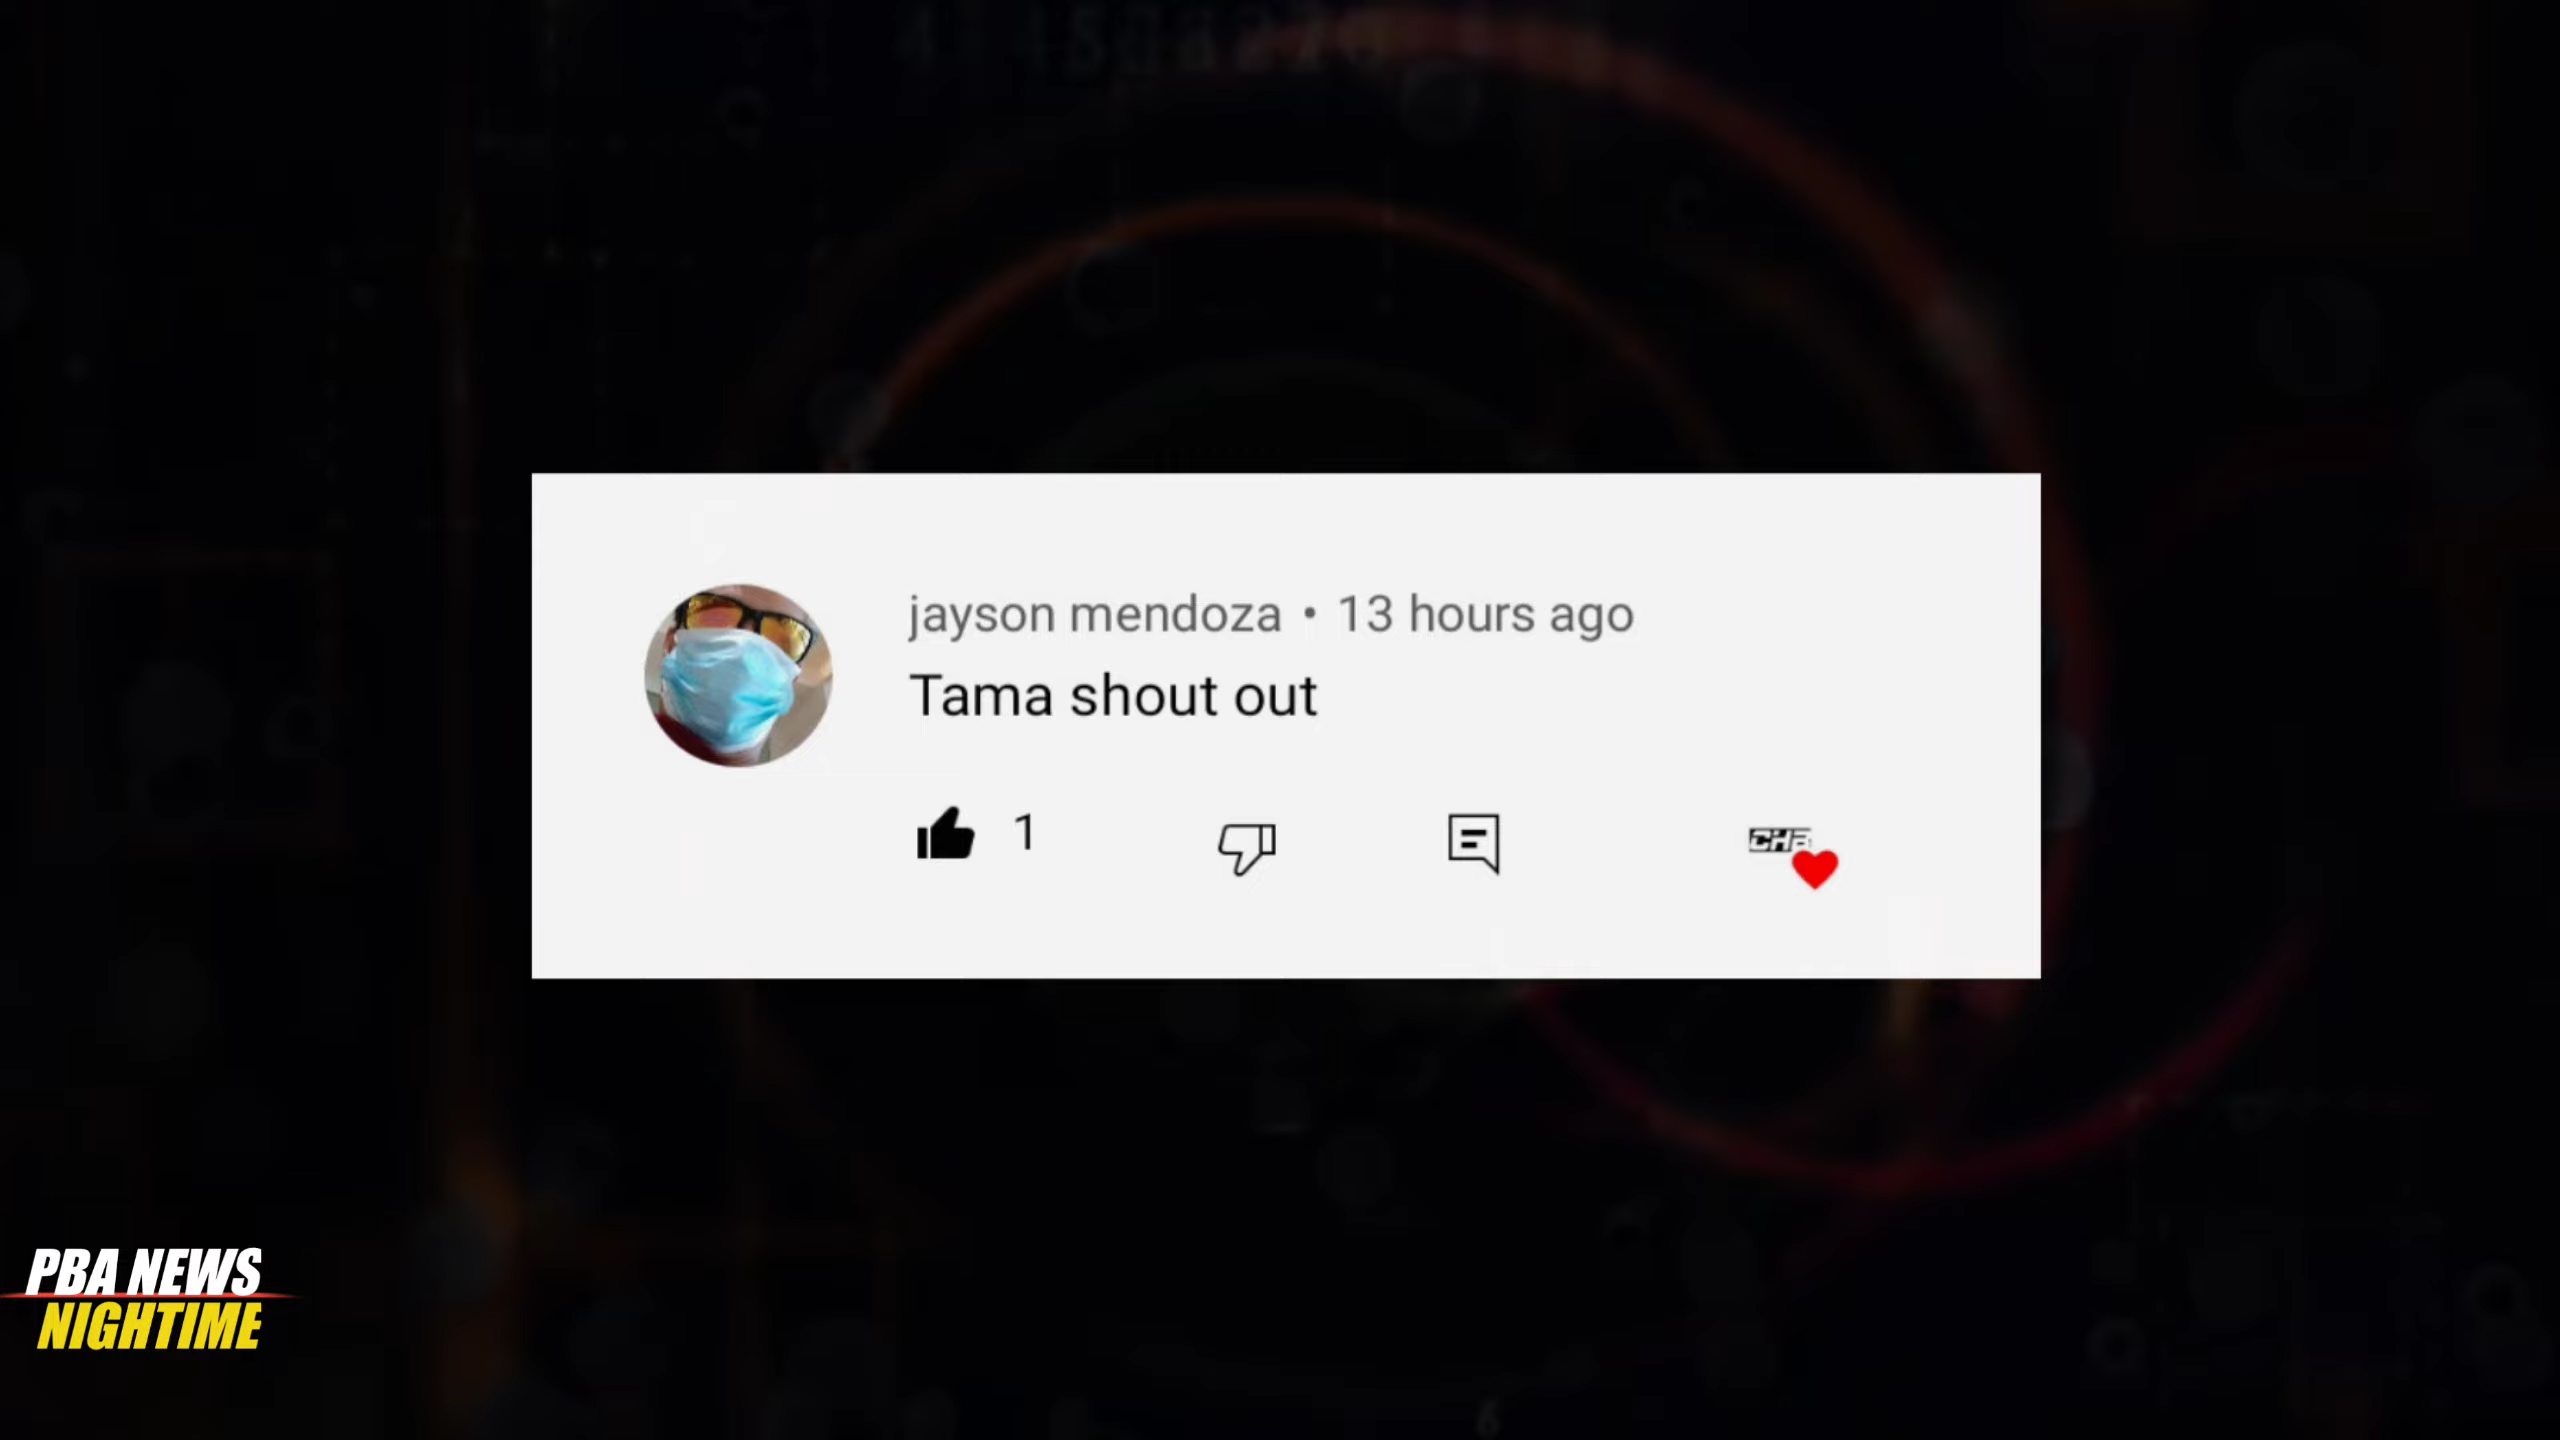 jayson mendoza • 13 hours ago
Tama shout out
1
PBA NEWS
NIGHTIME